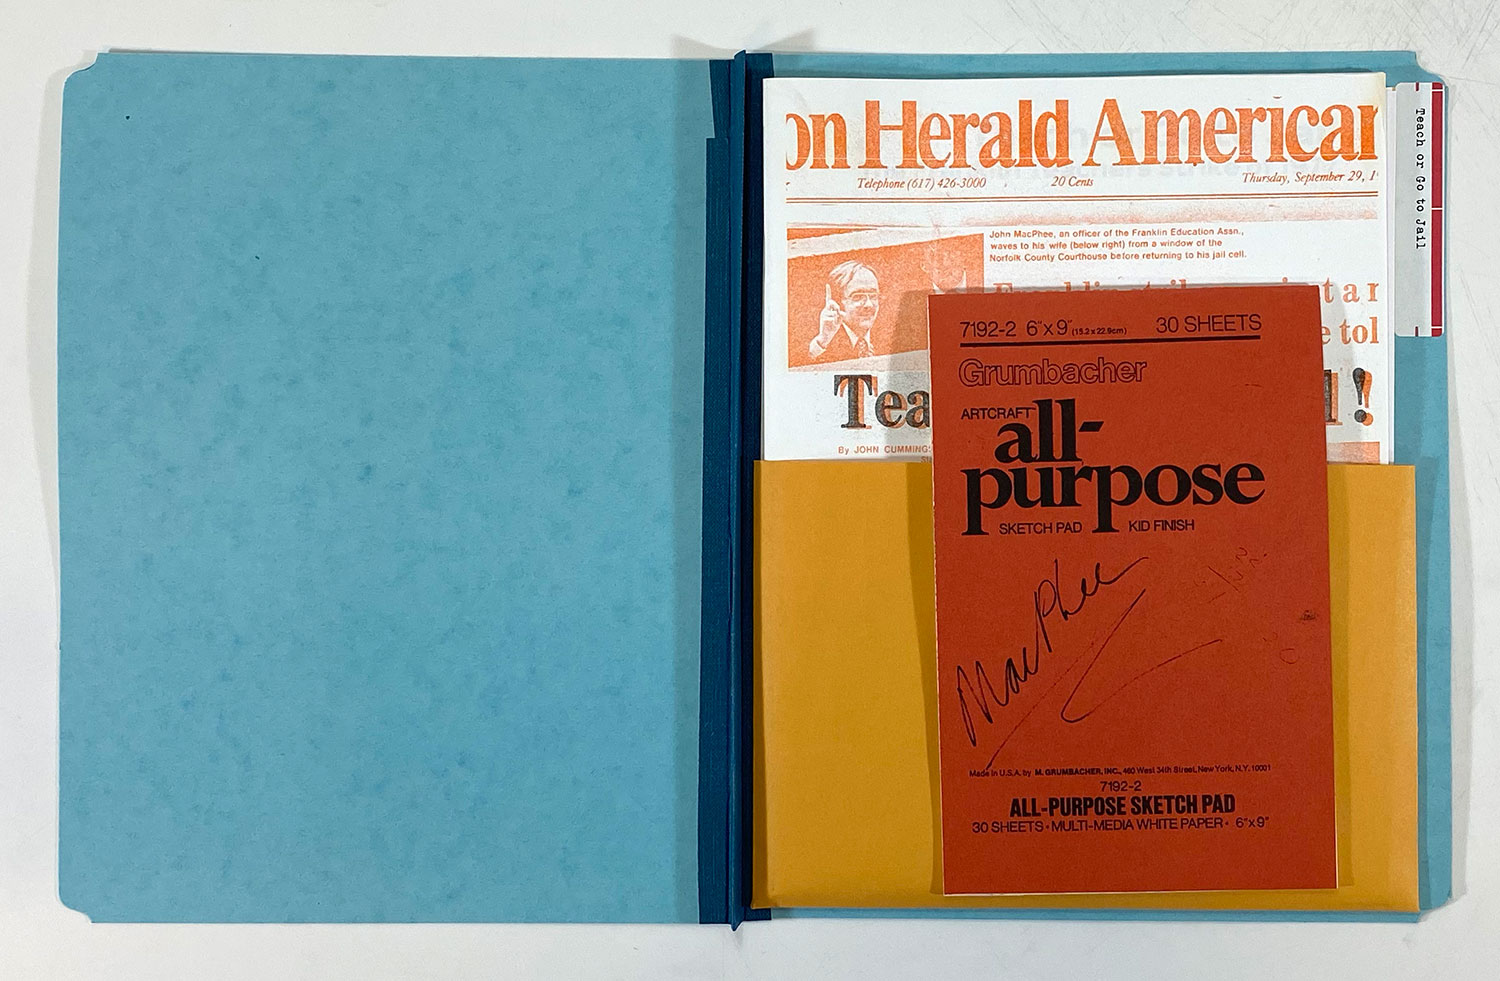 on Herald American
Telephone (617) 426-3000 20 Cents Thursday, September 29, 1
John MacPhee, an officer of the Franklin Education Assn.,
waves to his wife (below right) from a window of the
Norfolk County Courthouse before returning to his jail cell.
t a r
e tol
Tea l!
By JOHN CUMMING
Teach or Go to Jail
7192-2 6"x9" (15.2 x 22.9cm) 30 SHEETS
Grumbacher
ARTCRAFT
all-
purpose
SKETCH PAD KID FINISH
MacPhee
Made in U.S.A. by M. GRUMBACHER, INC., 460 West 34th Street, New York, N.Y. 10001
7192-2
ALL-PURPOSE SKETCH PAD
30 SHEETS • MULTI-MEDIA WHITE PAPER • 6"x9"